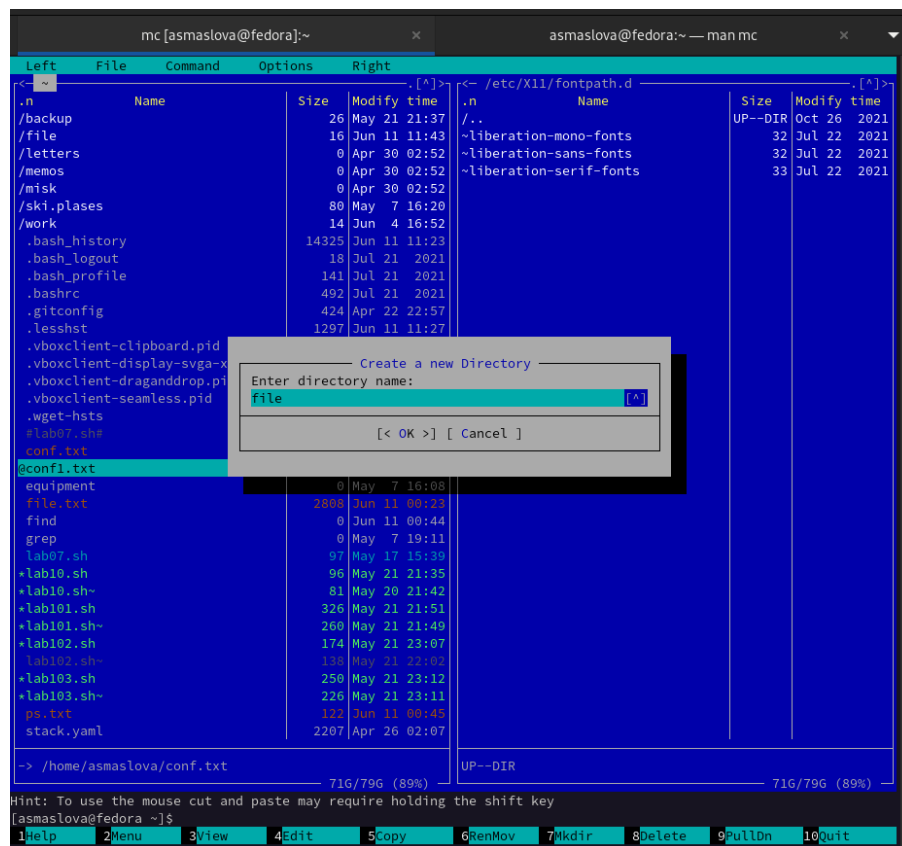 mc [asmaslova@fedora]:~ × asmaslova@fedora:~ — man mc ×
Left File Command Options Right
<— ~ .[^]>
.n Name Size Modify time
/backup 26 May 21 21:37
/file 16 Jun 11 11:43
/letters 0 Apr 30 02:52
/memos 0 Apr 30 02:52
/misk 0 Apr 30 02:52
/ski.plases 80 May 7 16:20
/work 14 Jun 4 16:52
.bash_history 14325 Jun 11 11:23
.bash_logout 18 Jul 21 2021
.bash_profile 141 Jul 21 2021
.bashrc 492 Jul 21 2021
.gitconfig 424 Apr 22 22:57
.lesshst 1297 Jun 11 11:27
.vboxclient-clipboard.pid
.vboxclient-display-svga-x
.vboxclient-draganddrop.pi
.vboxclient-seamless.pid
.wget-hsts
#lab07.sh#
conf.txt
@conf1.txt
equipment 0 May 7 16:08
file.txt 2808 Jun 11 00:23
find 0 Jun 11 00:44
grep 0 May 7 19:11
lab07.sh 97 May 17 15:39
*lab10.sh 96 May 21 21:35
*lab10.sh~ 81 May 20 21:42
*lab101.sh 326 May 21 21:51
*lab101.sh~ 260 May 21 21:49
*lab102.sh 174 May 21 23:07
lab102.sh~ 138 May 21 22:02
*lab103.sh 250 May 21 23:12
*lab103.sh~ 226 May 21 23:11
ps.txt 122 Jun 11 00:45
stack.yaml 2207 Apr 26 02:07
-> /home/asmaslova/conf.txt
71G/79G (89%)
<— /etc/X11/fontpath.d .[^]>
.n Name Size Modify time
/.. UP--DIR Oct 26 2021
~liberation-mono-fonts 32 Jul 22 2021
~liberation-sans-fonts 32 Jul 22 2021
~liberation-serif-fonts 33 Jul 22 2021
UP--DIR
71G/79G (89%)
Create a new Directory
Enter directory name:
file [^]
[< OK >] [ Cancel ]
Hint: To use the mouse cut and paste may require holding the shift key
[asmaslova@fedora ~]$
1Help 2Menu 3View 4Edit 5Copy 6RenMov 7Mkdir 8Delete 9PullDn 10Quit